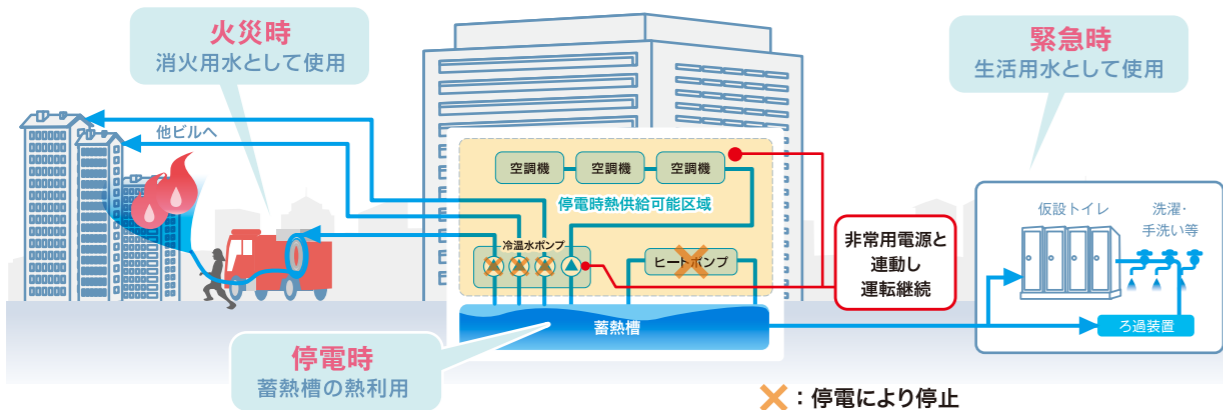 火災時
消火用水として使用
緊急時
生活用水として使用
他ビルへ
空調機
空調機
空調機
停電時熱供給可能区域
冷温水ポンプ
ヒートポンプ
非常用電源と
連動し
運転継続
仮設トイレ
洗濯・
手洗い等
ろ過装置
蓄熱槽
停電時
蓄熱槽の熱利用
：停電により停止